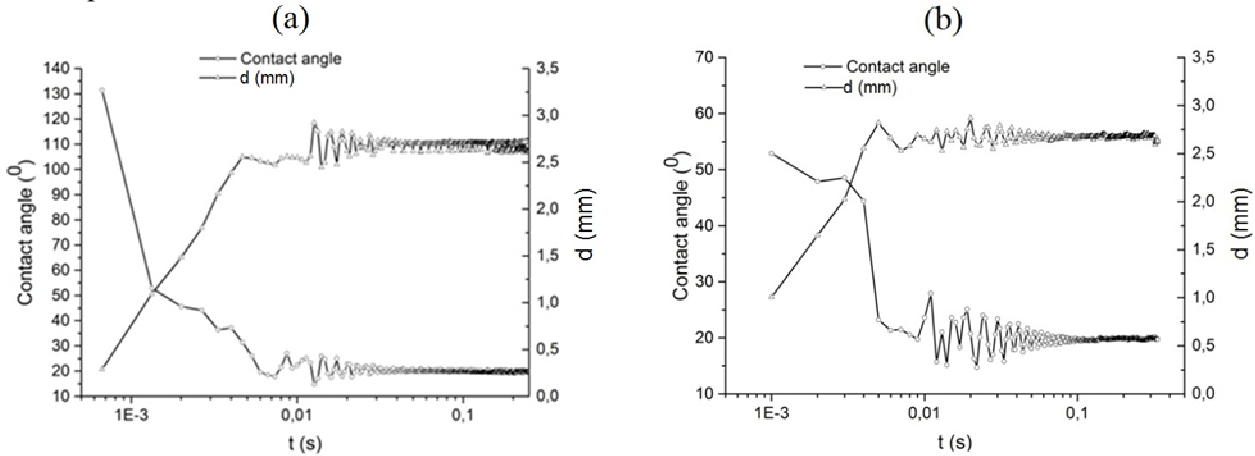 (a)
Contact angle
d (mm)
140
130
120
110
100
90
80
70
60
50
40
30
20
10
Contact angle (⁰)
3,5
3,0
2,5
2,0
1,5
1,0
0,5
0,0
d (mm)
1E-3
0,01
0,1
t (s)
(b)
Contact angle
d (mm)
70
60
50
40
30
20
10
Contact angle (⁰)
3,5
3,0
2,5
2,0
1,5
1,0
0,5
0,0
d (mm)
1E-3
0,01
0,1
t (s)